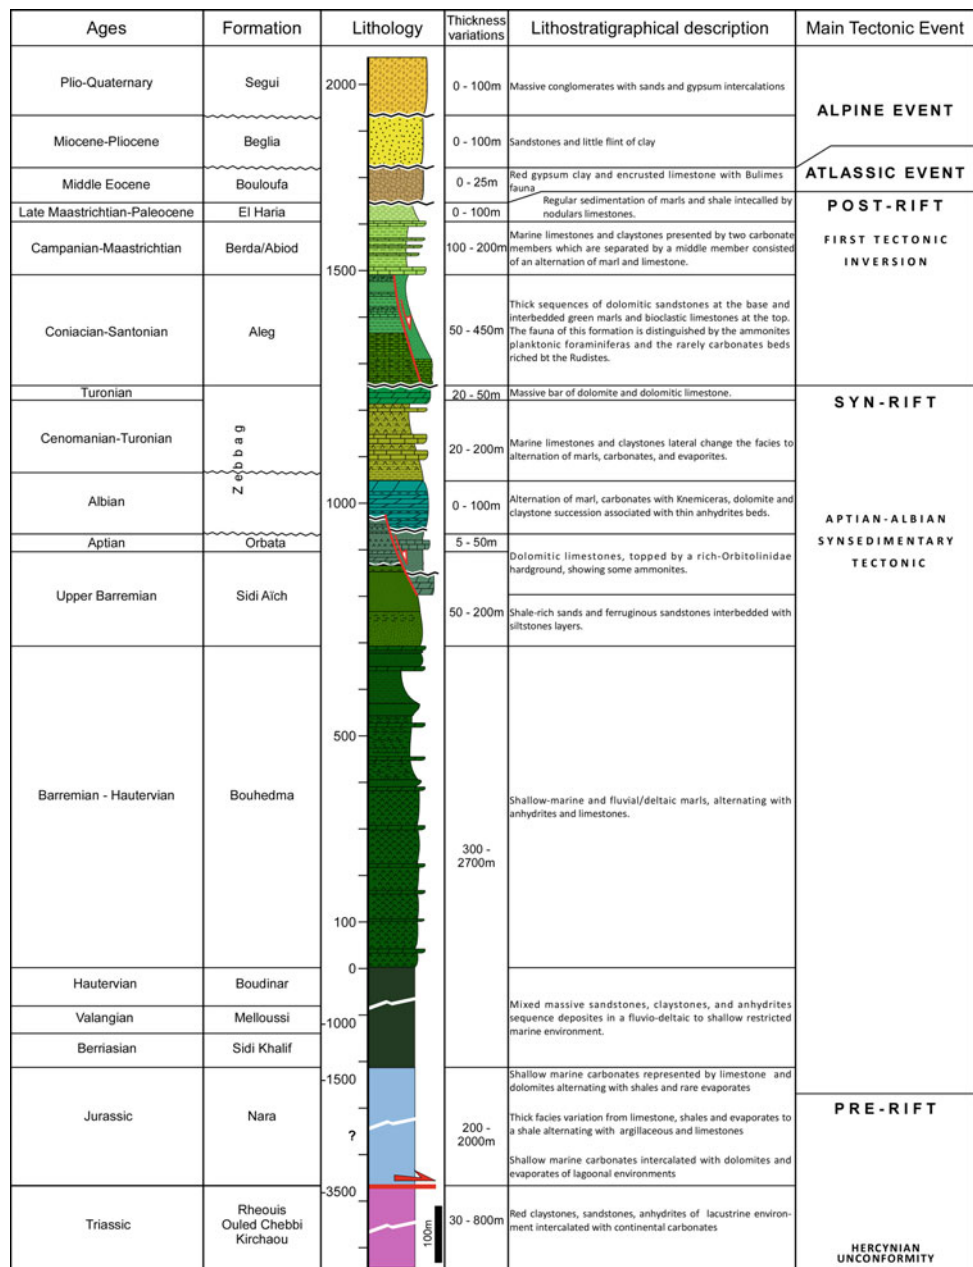 Ages
Formation
Lithology
Thickness
variations
Lithostratigraphical description
Main Tectonic Event
Plio-Quaternary
Segui
2000
0 - 100m
Massive conglomerates with sands and gypsum intercalations
ALPINE EVENT
Miocene-Pliocene
Beglia
0 - 100m
Sandstones and little flint of clay
Middle Eocene
Bouloufa
0 - 25m
Red gypsum clay and encrusted limestone with Bulimes
fauna
ATLASSIC EVENT
Late Maastrichtian-Paleocene
El Haria
0 - 100m
Regular sedimentation of marls and shale intecalled by
nodulars limestones.
POST-RIFT
Campanian-Maastrichtian
Berda/Abiod
1500
100 - 200m
Marine limestones and claystones presented by two carbonate
members which are separated by a middle member consisted
of an alternation of marl and limestone.
FIRST TECTONIC
INVERSION
Coniacian-Santonian
Aleg
50 - 450m
Thick sequences of dolomitic sandstones at the base and
interbedded green marls and bioclastic limestones at the top.
The fauna of this formation is distinguished by the ammonites
planktonic foraminiferas and the rarely carbonates beds
riched bt the Rudistes.
Turonian
20 - 50m
Massive bar of dolomite and dolomitic limestone.
SYN-RIFT
Cenomanian-Turonian
Zebbag
20 - 200m
Marine limestones and claystones lateral change the facies to
alternation of marls, carbonates, and evaporites.
Albian
1000
0 - 100m
Alternation of marl, carbonates with Knemiceras, dolomite and
claystone succession associated with thin anhydrites beds.
APTIAN-ALBIAN
SYNSEDIMENTARY
TECTONIC
Aptian
Orbata
5 - 50m
Dolomitic limestones, topped by a rich-Orbitolinidae
hardground, showing some ammonites.
Upper Barremian
Sidi Aïch
50 - 200m
Shale-rich sands and ferruginous sandstones interbedded with
siltstones layers.
Barremian - Hautervian
Bouhedma
500
100
0
300 -
2700m
Shallow-marine and fluvial/deltaic marls, alternating with
anhydrites and limestones.
Hautervian
Boudinar
Valangian
Melloussi
-1000
Berriasian
Sidi Khalif
Mixed massive sandstones, claystones, and anhydrites
sequence deposites in a fluvio-deltaic to shallow restricted
marine environment.
Jurassic
Nara
-1500
?
200 -
2000m
Shallow marine carbonates represented by limestone and
dolomites alternating with shales and rare evaporates
Thick facies variation from limestone, shales and evaporates to
a shale alternating with argillaceous and limestones
Shallow marine carbonates intercalated with dolomites and
evaporates of lagoonal environments
PRE-RIFT
Triassic
Rheouis
Ouled Chebbi
Kirchaou
-3500
100m
30 - 800m
Red claystones, sandstones, anhydrites of lacustrine environ-
ment intercalated with continental carbonates
HERCYNIAN
UNCONFORMITY